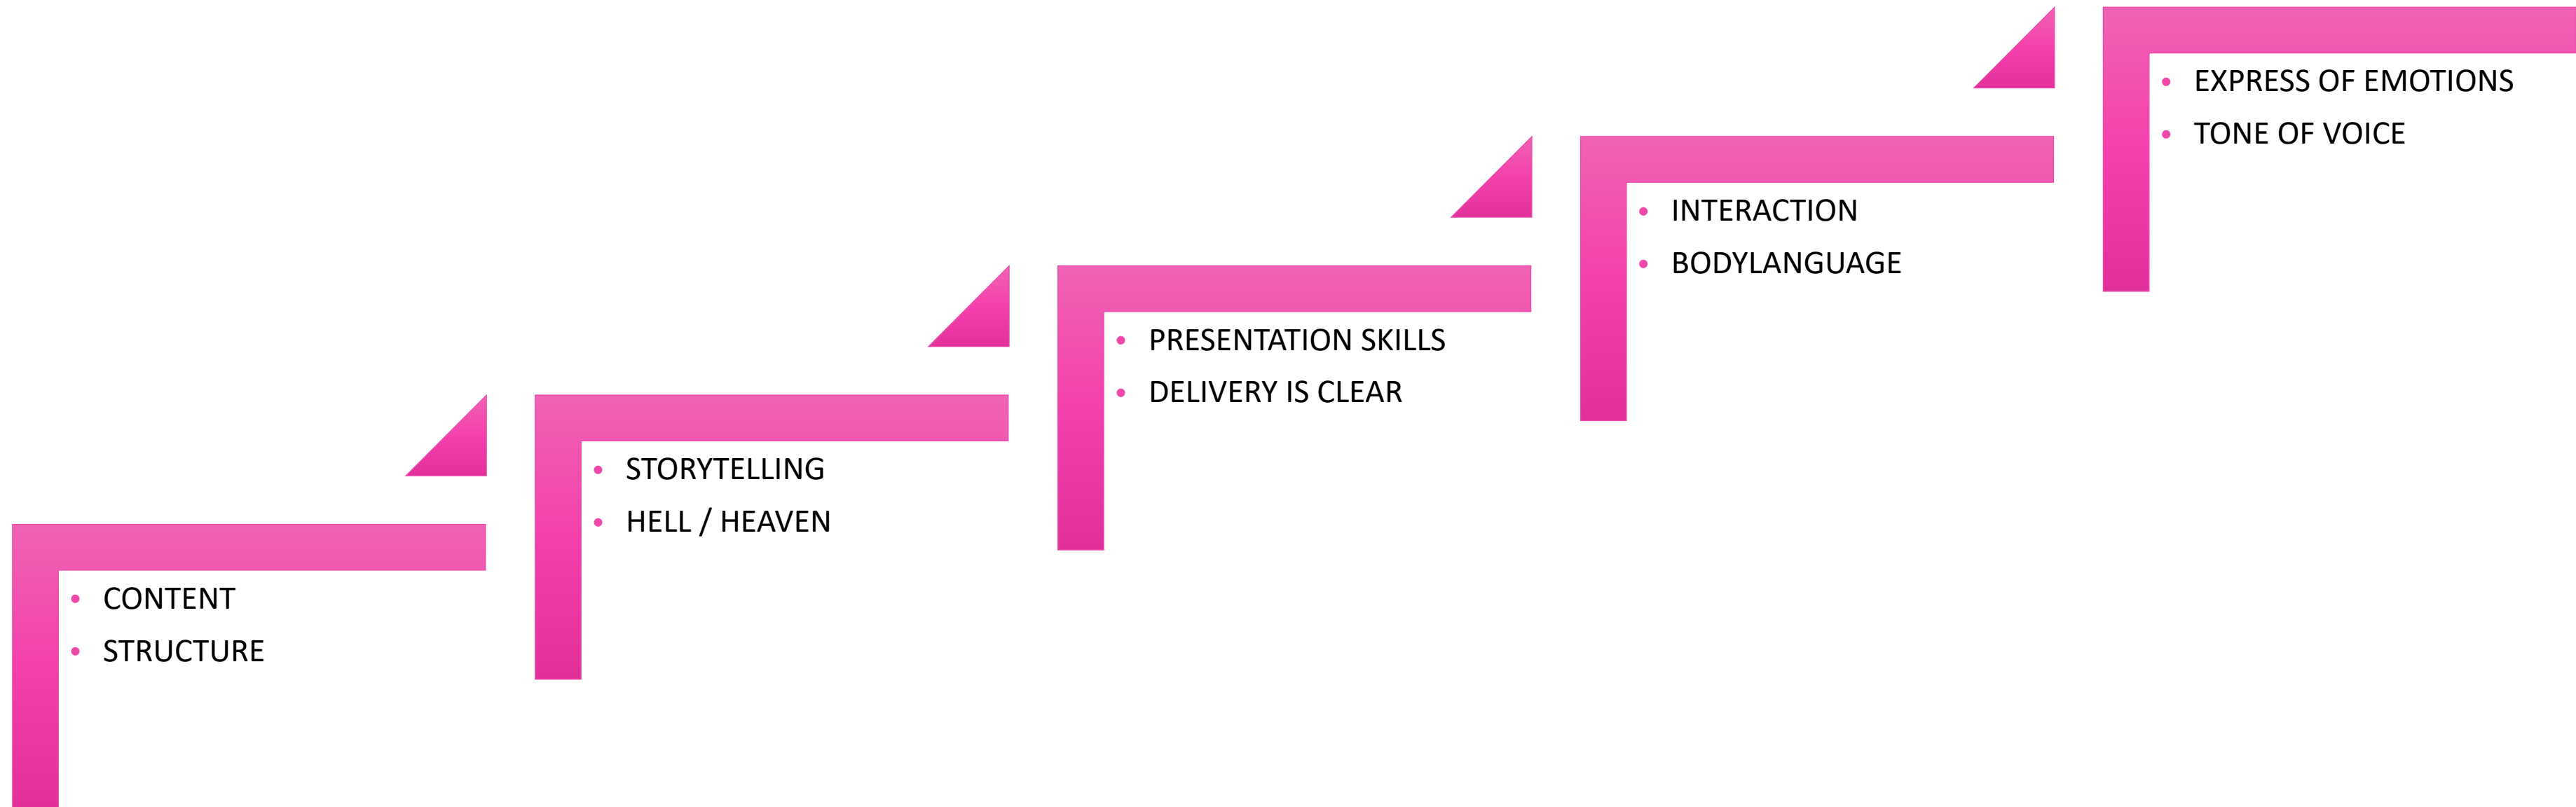 CONTENT
STRUCTURE
STORYTELLING
HELL / HEAVEN
PRESENTATION SKILLS
DELIVERY IS CLEAR
INTERACTION
BODYLANGUAGE
EXPRESS OF EMOTIONS
TONE OF VOICE